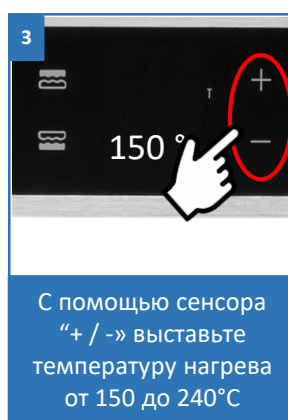 3
T
+
150 °
−
С помощью сенсора
“+ / -» выставьте
температуру нагрева
от 150 до 240°C